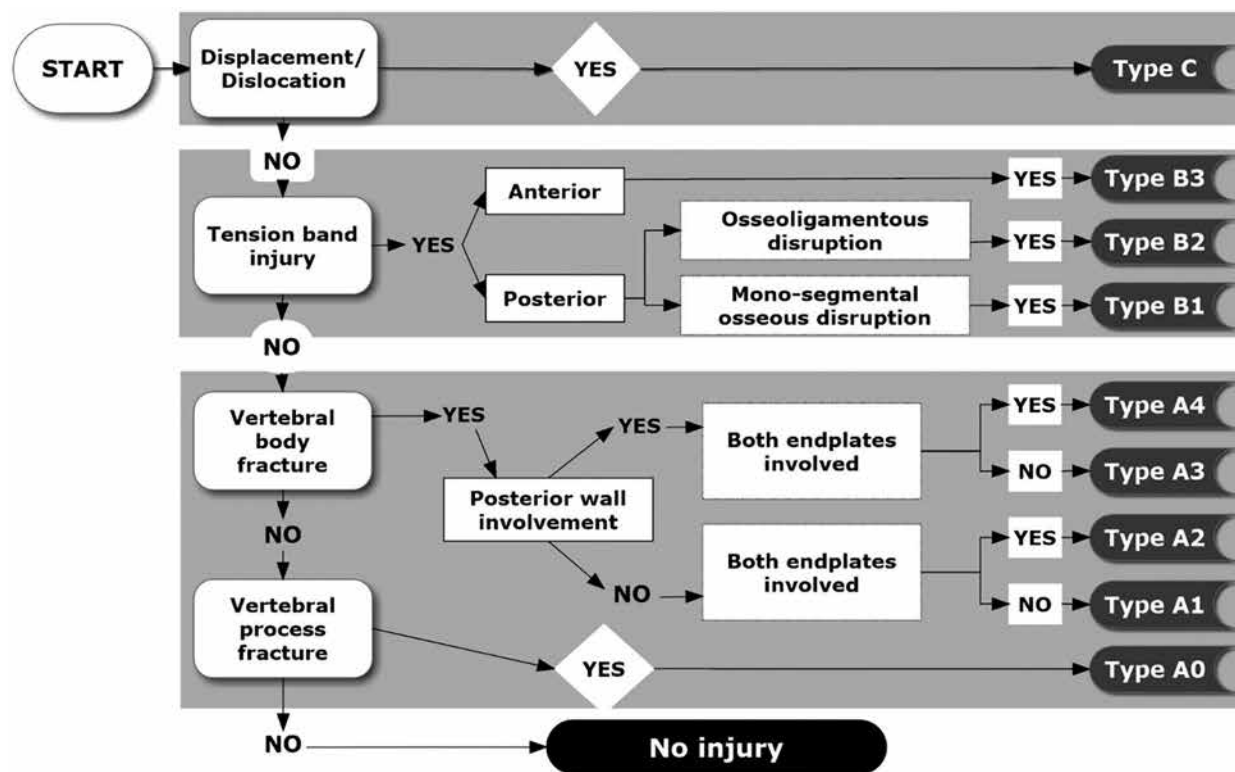 START
Displacement/
Dislocation
YES
Type C
NO
Tension band
injury
YES
Anterior
YES
Type B3
Posterior
Osseoligamentous
disruption
YES
Type B2
Mono-segmental
osseous disruption
YES
Type B1
NO
Vertebral
body
fracture
YES
Posterior wall
involvement
YES
Both endplates
involved
YES
Type A4
NO
Type A3
NO
Both endplates
involved
YES
Type A2
NO
Type A1
NO
Vertebral
process
fracture
YES
Type A0
NO
No injury